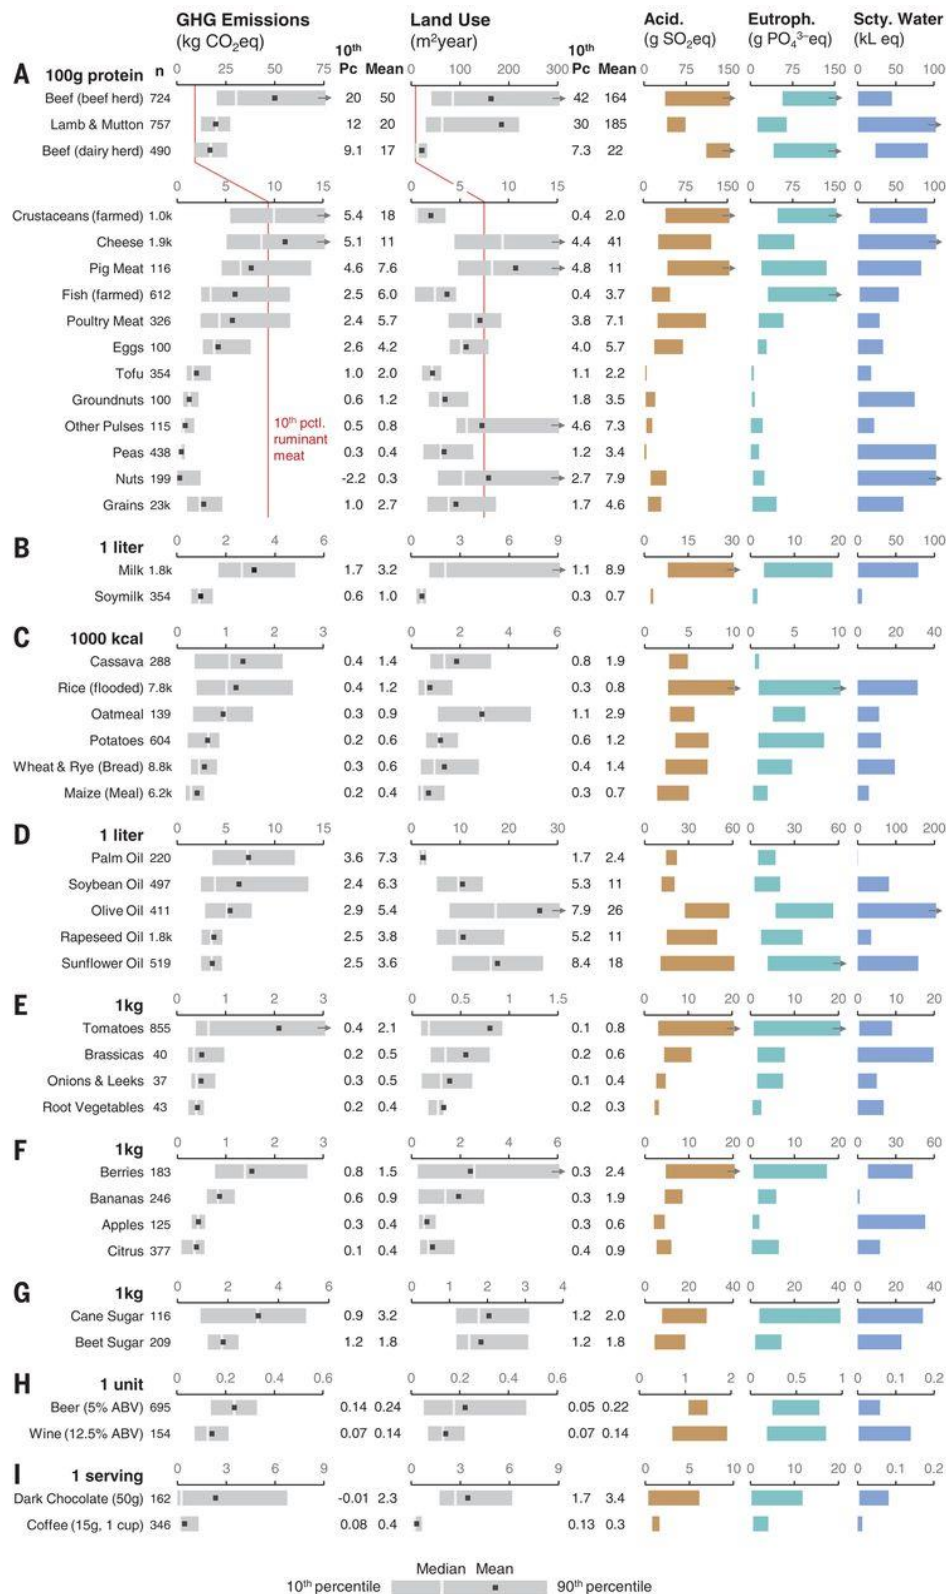 GHG Emissions Land Use Acid. Eutroph. Scty. Water
(kg CO₂eq) (m²year) (g SO₂eq) (g PO₄³⁻eq) (kL eq)
10th 10th
A 100g protein n 0 25 50 75 Pc Mean 0 100 200 300 Pc Mean 0 75 150 0 75 150 0 50 100
Beef (beef herd) 724 20 50 42 164
Lamb & Mutton 757 12 20 30 185
Beef (dairy herd) 490 9.1 17 7.3 22
0 5 10 15 0 5 10 15 0 75 150 0 75 150 0 50 100
Crustaceans (farmed) 1.0k 5.4 18 0.4 2.0
Cheese 1.9k 5.1 11 4.4 41
Pig Meat 116 4.6 7.6 4.8 11
Fish (farmed) 612 2.5 6.0 0.4 3.7
Poultry Meat 326 2.4 5.7 3.8 7.1
Eggs 100 2.6 4.2 4.0 5.7
Tofu 354 1.0 2.0 1.1 2.2
Groundnuts 100 0.6 1.2 1.8 3.5
Other Pulses 115 10th pctl. 0.5 0.8 4.6 7.3
ruminant
Peas 438 meat 0.3 0.4 1.2 3.4
Nuts 199 -2.2 0.3 2.7 7.9
Grains 23k 1.0 2.7 1.7 4.6
B 1 liter 0 2 4 6 0 3 6 9 0 15 30 0 10 20 0 50 100
Milk 1.8k 1.7 3.2 1.1 8.9
Soymilk 354 0.6 1.0 0.3 0.7
C 1000 kcal 0 1 2 3 0 2 4 6 0 5 10 0 5 10 0 20 40
Cassava 288 0.4 1.4 0.8 1.9
Rice (flooded) 7.8k 0.4 1.2 0.3 0.8
Oatmeal 139 0.3 0.9 1.1 2.9
Potatoes 604 0.2 0.6 0.6 1.2
Wheat & Rye (Bread) 8.8k 0.3 0.6 0.4 1.4
Maize (Meal) 6.2k 0.2 0.4 0.3 0.7
D 1 liter 0 5 10 15 0 10 20 30 0 30 60 0 30 60 0 100 200
Palm Oil 220 3.6 7.3 1.7 2.4
Soybean Oil 497 2.4 6.3 5.3 11
Olive Oil 411 2.9 5.4 7.9 26
Rapeseed Oil 1.8k 2.5 3.8 5.2 11
Sunflower Oil 519 2.5 3.6 8.4 18
E 1kg 0 1 2 3 0 0.5 1 1.5 0 10 20 0 10 20 0 10 20
Tomatoes 855 0.4 2.1 0.1 0.8
Brassicas 40 0.2 0.5 0.2 0.6
Onions & Leeks 37 0.3 0.5 0.1 0.4
Root Vegetables 43 0.2 0.4 0.2 0.3
F 1kg 0 1 2 3 0 2 4 6 0 10 20 0 10 20 0 30 60
Berries 183 0.8 1.5 0.3 2.4
Bananas 246 0.6 0.9 0.3 1.9
Apples 125 0.3 0.4 0.3 0.6
Citrus 377 0.1 0.4 0.4 0.9
G 1kg 0 2 4 6 0 1 2 3 4 0 20 40 0 20 40 0 20 40
Cane Sugar 116 0.9 3.2 1.2 2.0
Beet Sugar 209 1.2 1.8 1.2 1.8
H 1 unit 0 0.2 0.4 0.6 0 0.2 0.4 0.6 0 1 2 0 0.5 1 0 0.1 0.2
Beer (5% ABV) 695 0.14 0.24 0.05 0.22
Wine (12.5% ABV) 154 0.07 0.14 0.07 0.14
I 1 serving 0 3 6 9 0 3 6 9 0 5 10 0 5 10 0 0.1 0.2
Dark Chocolate (50g) 162 -0.01 2.3 1.7 3.4
Coffee (15g, 1 cup) 346 0.08 0.4 0.13 0.3
Median Mean
10th percentile 90th percentile